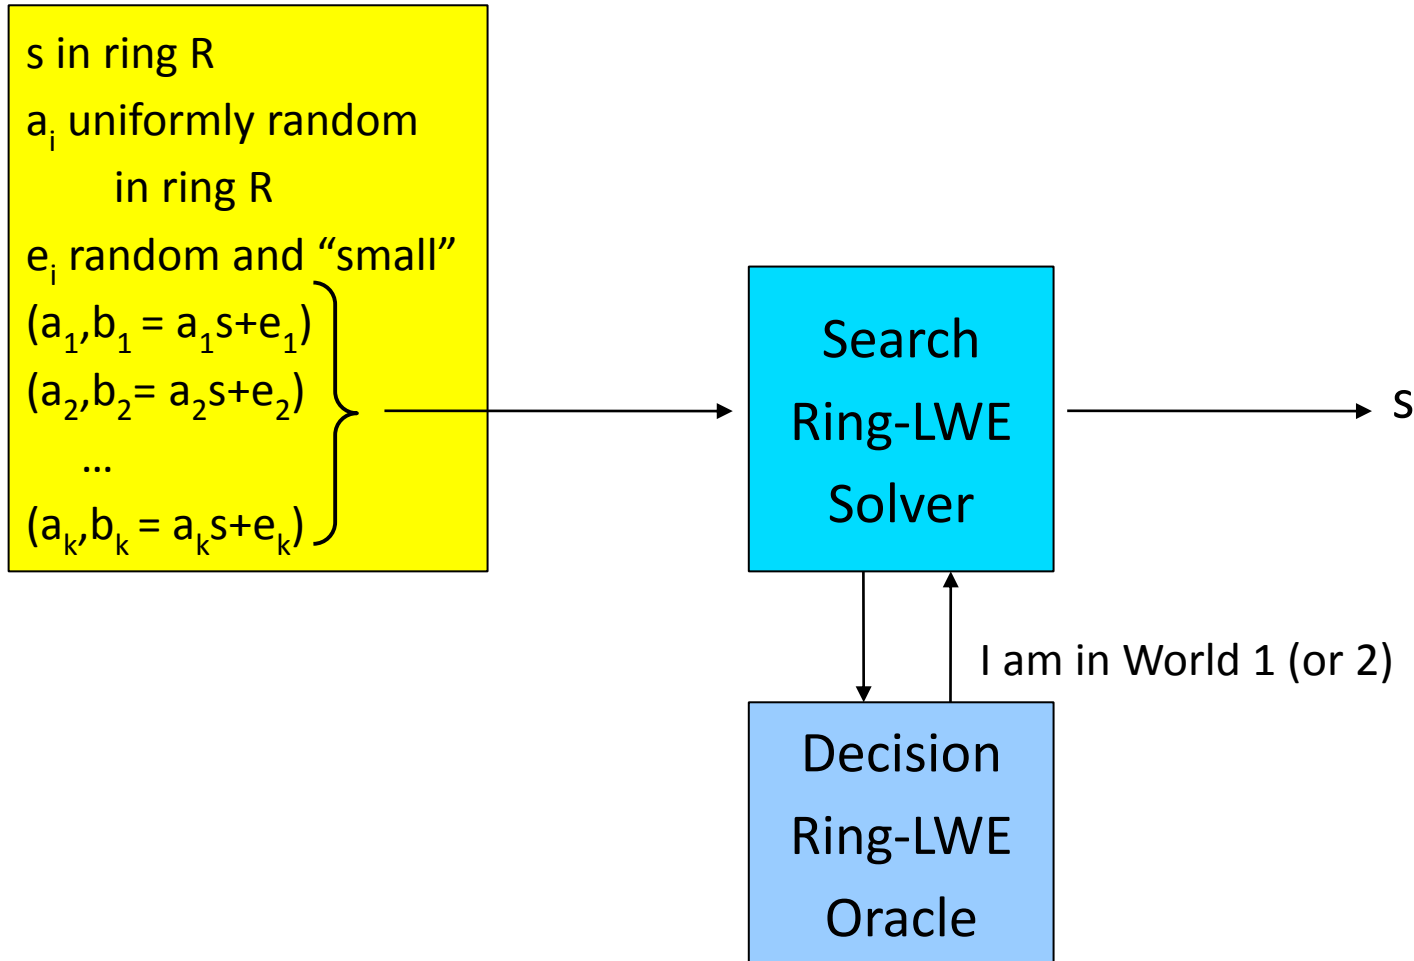 s in ring R
aᵢ uniformly random
in ring R
eᵢ random and “small”
(a₁,b₁ = a₁s+e₁)
(a₂,b₂= a₂s+e₂)
...
(aₖ,bₖ = aₖs+eₖ)
Search
Ring-LWE
Solver
s
I am in World 1 (or 2)
Decision
Ring-LWE
Oracle